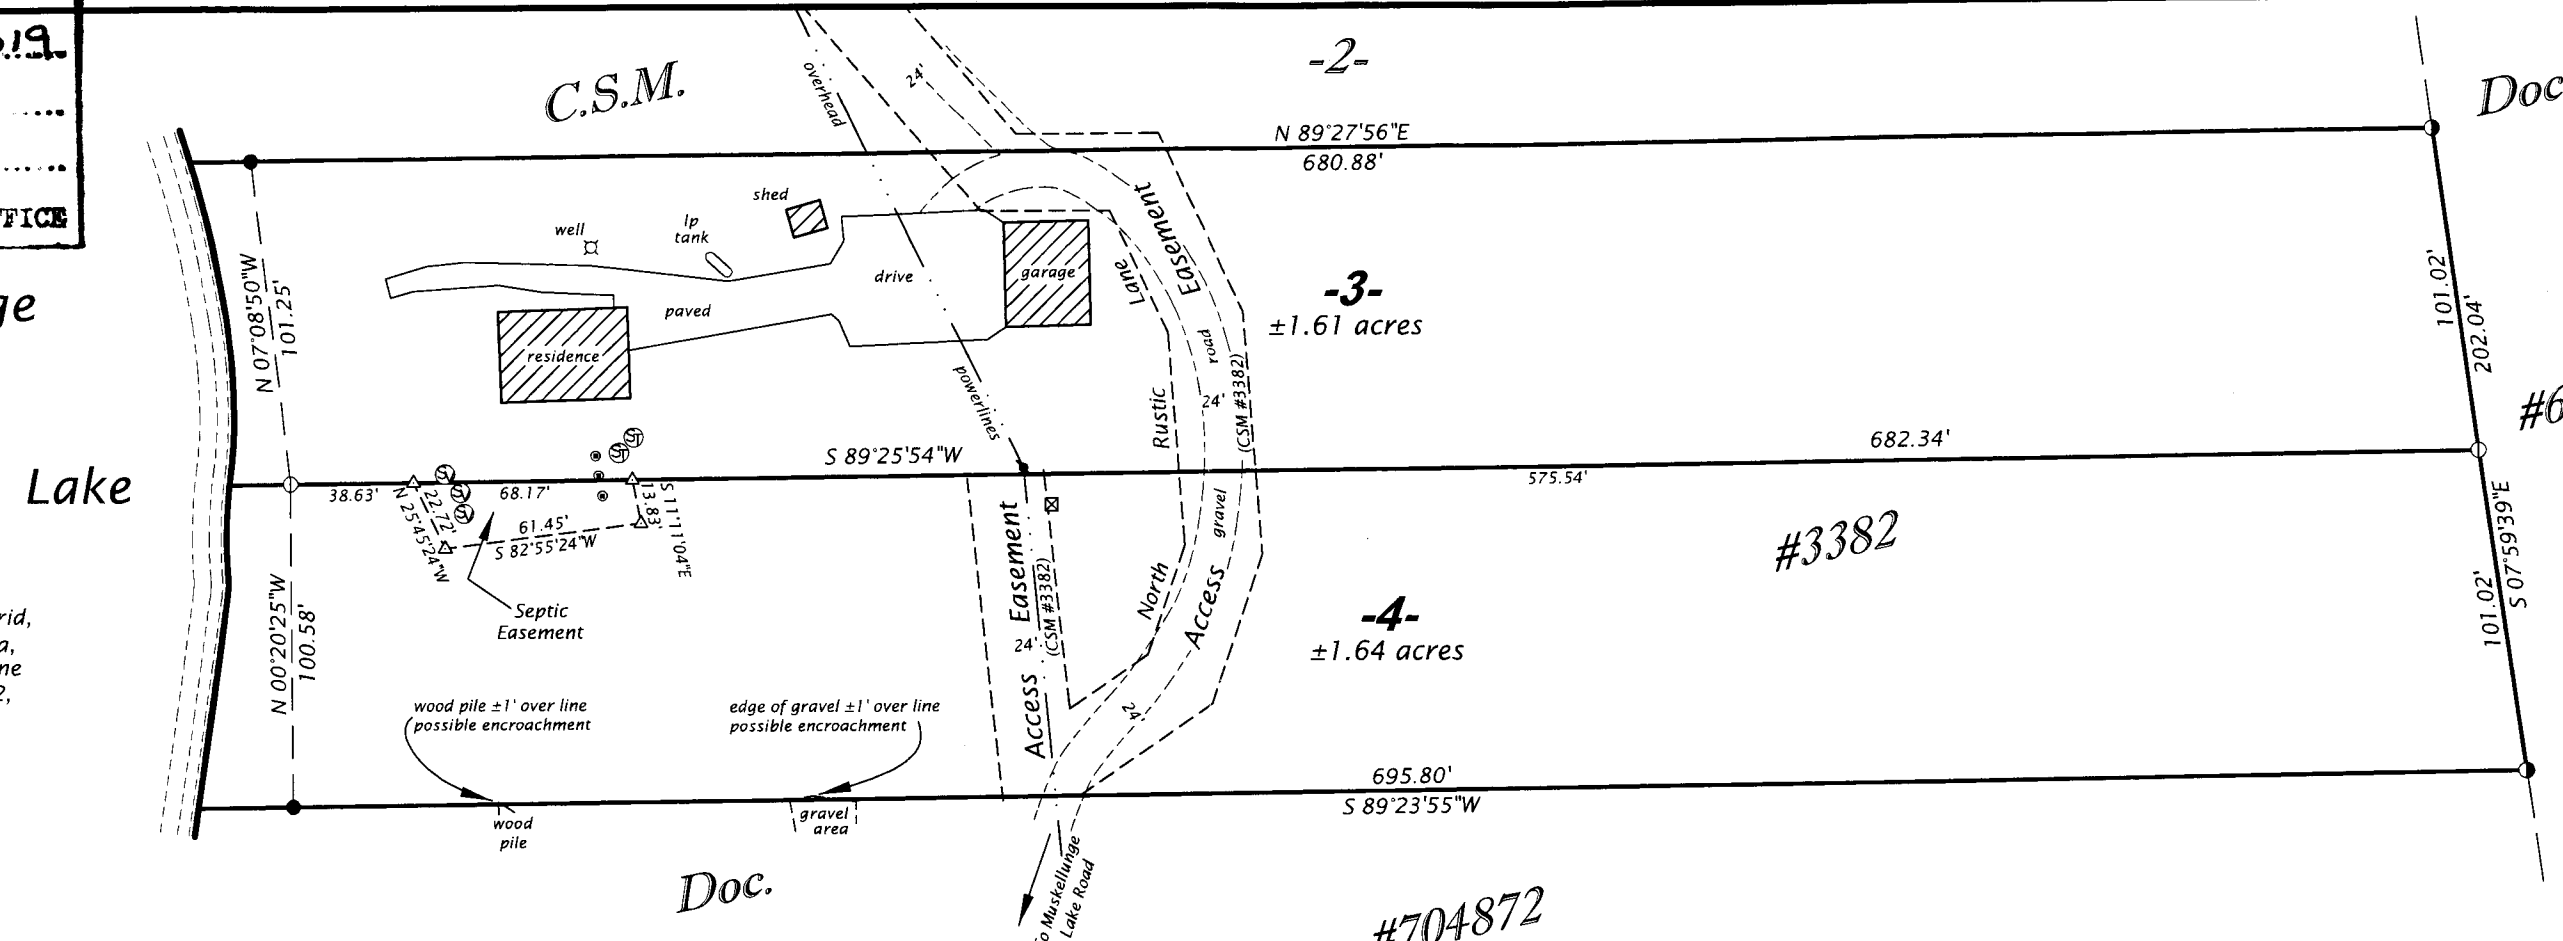 -2-
Doc
C.S.M.
24'
overhead
N 89°27'56"E
680.88'
FICE
shed
well
lp
tank
drive
garage
paved
residence
Lane
Easement
-3-
±1.61 acres
N 07°08'50"W
101.25'
road
24'
(CSM #3382)
Rustic
powerlines
101.02'
202.04'
ge
Lake
ST
ST
ST
ST
ST
S 89°25'54"W
682.34'
575.54'
38.63'
68.17'
22.72'
N 25°45'24"W
61.45'
S 82°55'24"W
13.83'
S 11°11'04"E
Septic
Easement
Access Easement
24'
(CSM #3382)
gravel
North
Access
24'
#3382
-4-
±1.64 acres
#6
S 07°59'39"E
101.02'
N 00°20'25"W
100.58'
rid,
a,
ne
2,
wood pile ±1' over line
possible encroachment
edge of gravel ±1' over line
possible encroachment
695.80'
S 89°23'55"W
wood
pile
gravel
area
Doc.
o Muskellunge
Lake Road
#704872